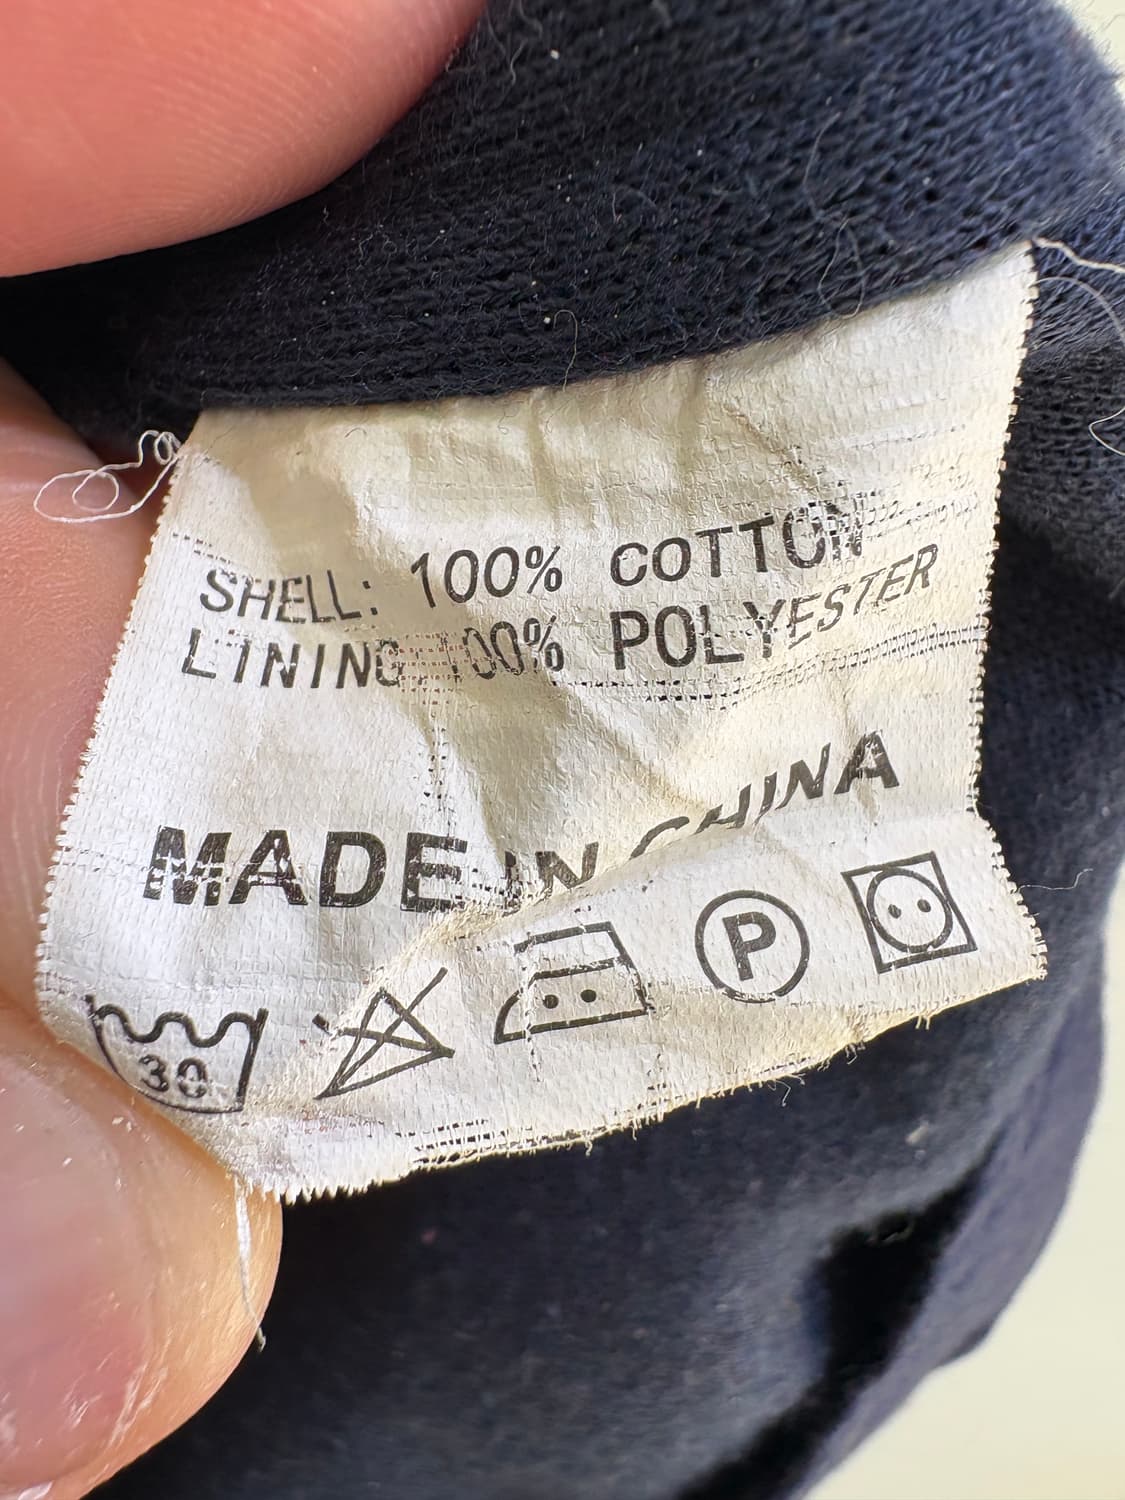 SHELL: 100% COTTON
LINING 100% POLYESTER
MADE IN CHINA
30
P